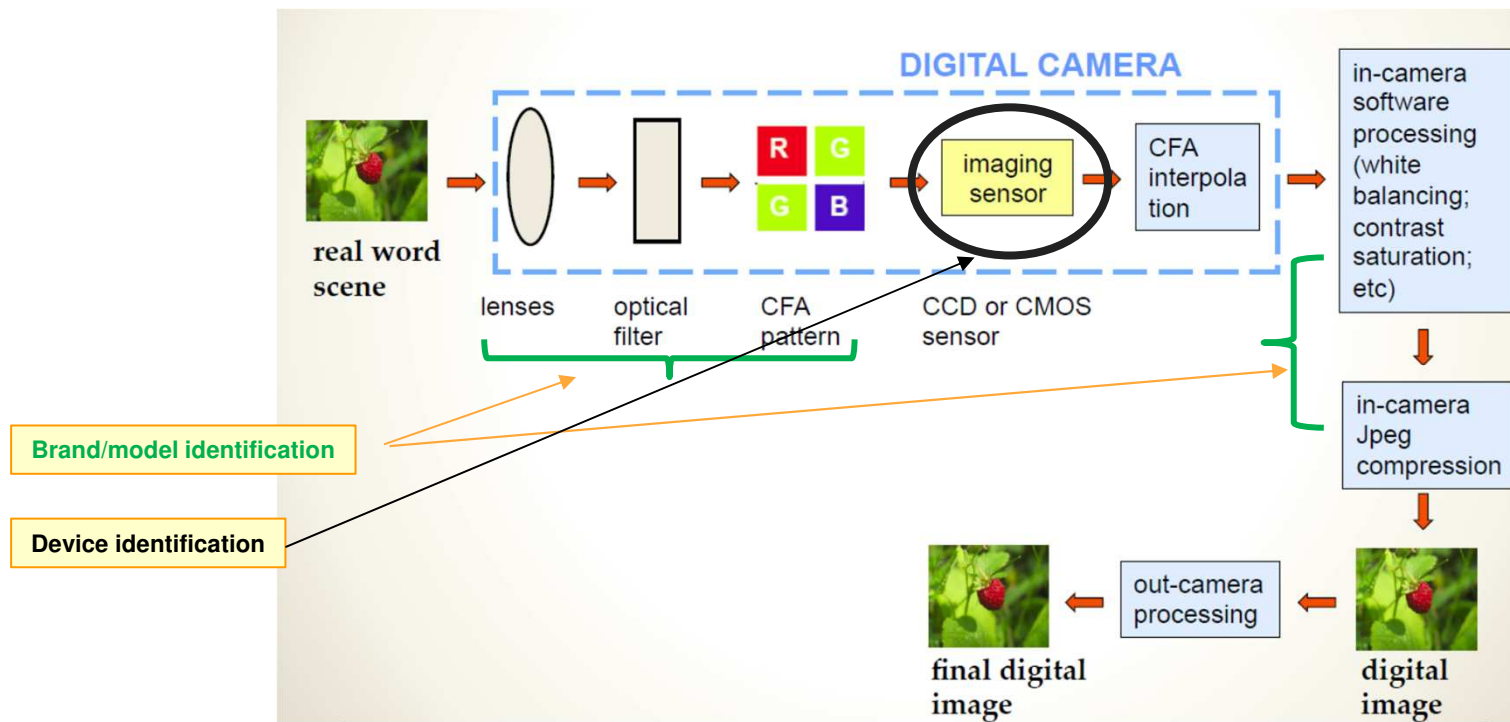 DIGITAL CAMERA
real word
scene
lenses
optical
filter
R G
G B
CFA
pattern
imaging
sensor
CCD or CMOS
sensor
CFA
interpola
tion
in-camera
software
processing
(white
balancing;
contrast
saturation;
etc)
Brand/model identification
Device identification
in-camera
Jpeg
compression
digital
image
out-camera
processing
final digital
image